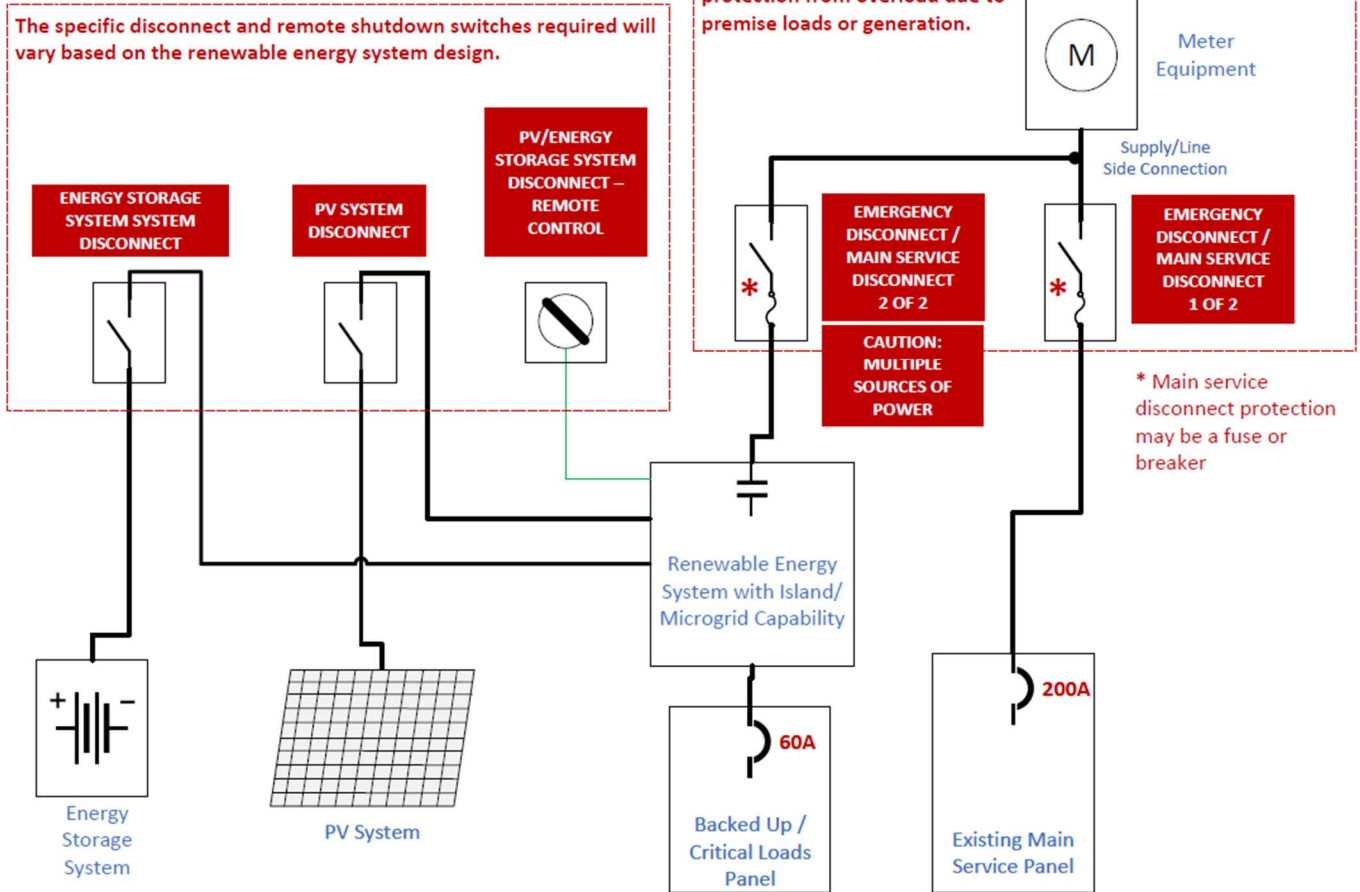 The specific disconnect and remote shutdown switches required will
vary based on the renewable energy system design.
protection from overload due to
premise loads or generation.
M
Meter
Equipment
Supply/Line
Side Connection
PV/ENERGY
STORAGE SYSTEM
DISCONNECT –
REMOTE
CONTROL
ENERGY STORAGE
SYSTEM SYSTEM
DISCONNECT
PV SYSTEM
DISCONNECT
EMERGENCY
DISCONNECT /
MAIN SERVICE
DISCONNECT
2 OF 2
EMERGENCY
DISCONNECT /
MAIN SERVICE
DISCONNECT
1 OF 2
*
*
CAUTION:
MULTIPLE
SOURCES OF
POWER
* Main service
disconnect protection
may be a fuse or
breaker
Renewable Energy
System with Island/
Microgrid Capability
+ −
Energy
Storage
System
PV System
60A
Backed Up /
Critical Loads
Panel
200A
Existing Main
Service Panel